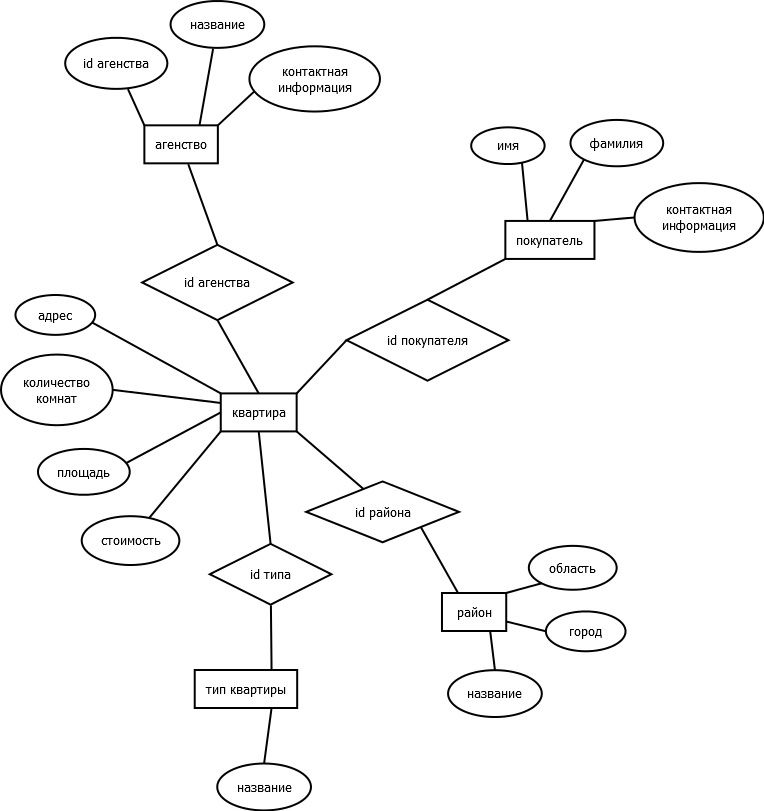 название
id агенства
контактная
информация
агенство
имя
фамилия
контактная
информация
покупатель
id агенства
адрес
id покупателя
количество
комнат
квартира
площадь
id района
стоимость
id типа
область
район
город
тип квартиры
название
название